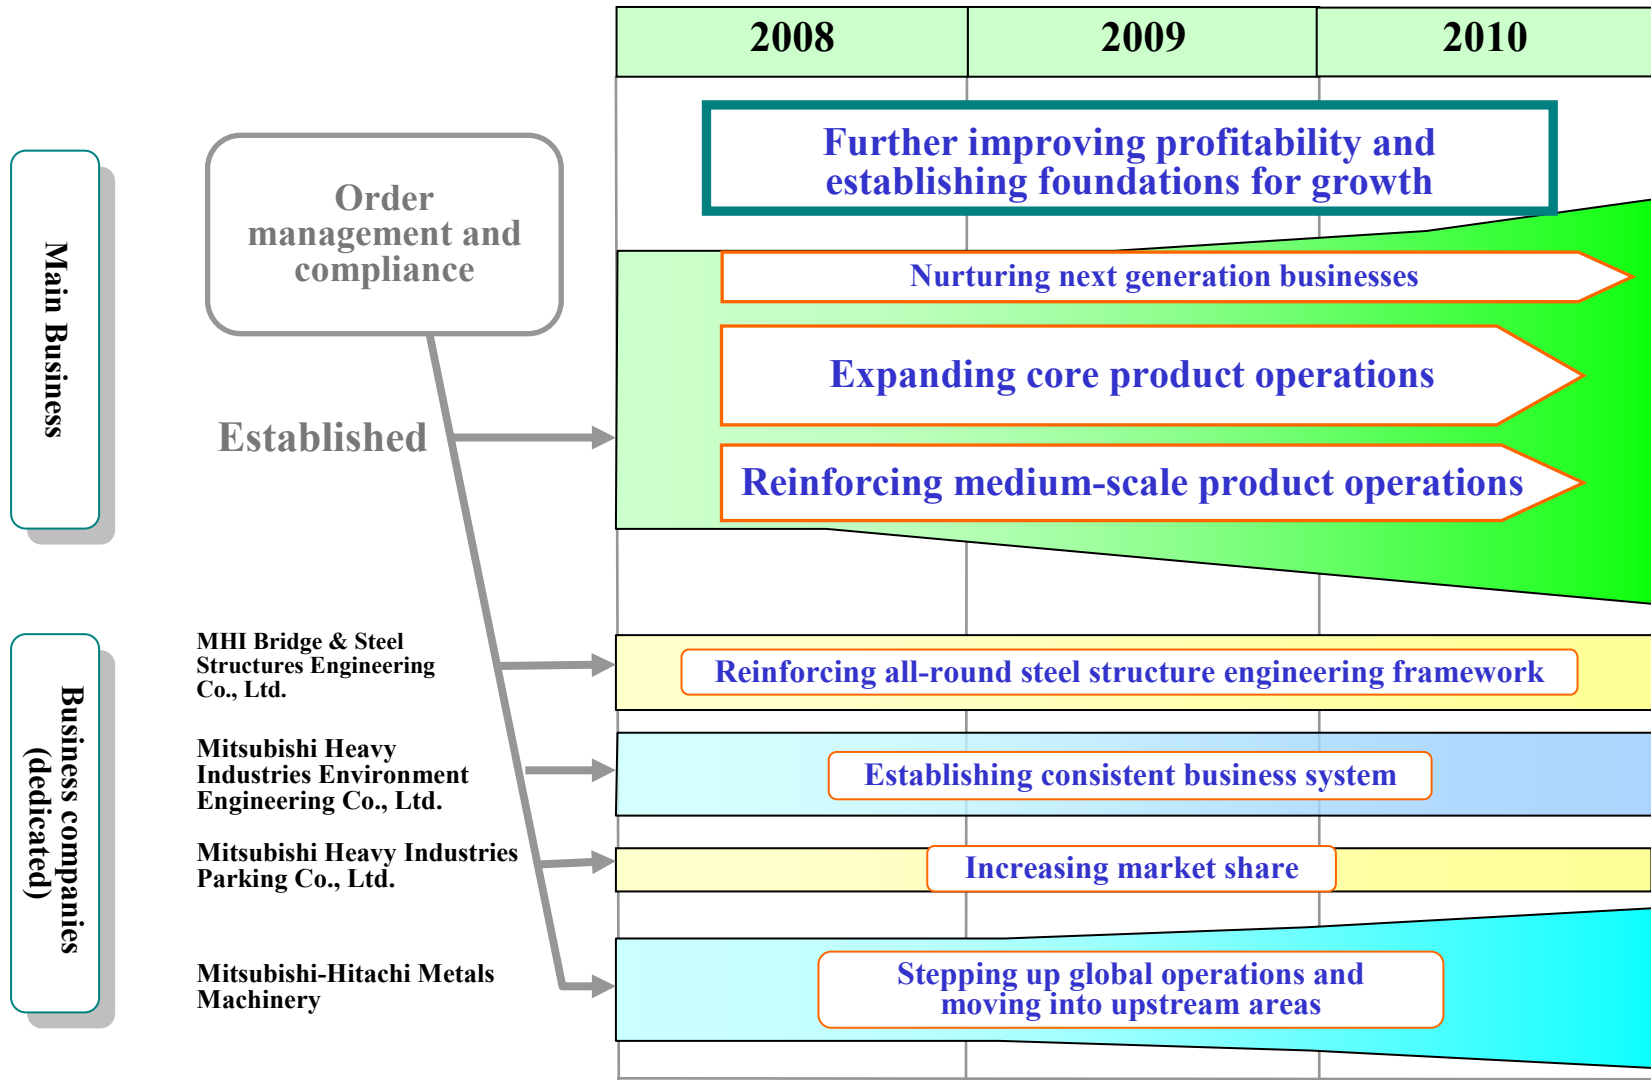 2008
2009
2010
Further improving profitability and
establishing foundations for growth
Main Business
Order
management and
compliance
Nurturing next generation businesses
Expanding core product operations
Established
Reinforcing medium-scale product operations
Business companies
(dedicated)
MHI Bridge & Steel
Structures Engineering
Co., Ltd.
Reinforcing all-round steel structure engineering framework
Mitsubishi Heavy
Industries Environment
Engineering Co., Ltd.
Establishing consistent business system
Mitsubishi Heavy Industries
Parking Co., Ltd.
Increasing market share
Mitsubishi-Hitachi Metals
Machinery
Stepping up global operations and
moving into upstream areas